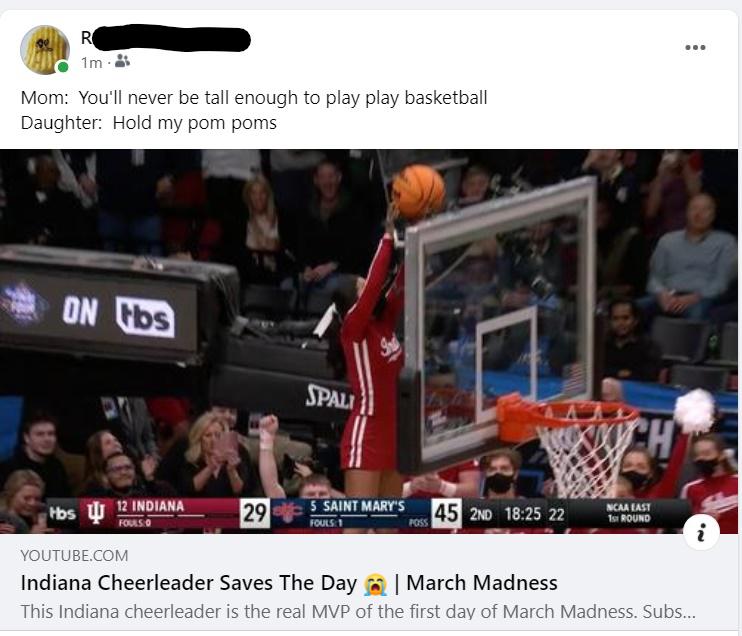 R
1m ·
Mom: You'll never be tall enough to play play basketball
Daughter: Hold my pom poms
ON tbs
SPAL
tbs 12 INDIANA FOULS: 0 29 5 SAINT MARY'S FOULS: 1 POSS 45 2ND 18:25 22 NCAA EAST 1ST ROUND
YOUTUBE.COM
Indiana Cheerleader Saves The Day 😭 | March Madness
This Indiana cheerleader is the real MVP of the first day of March Madness. Subs...